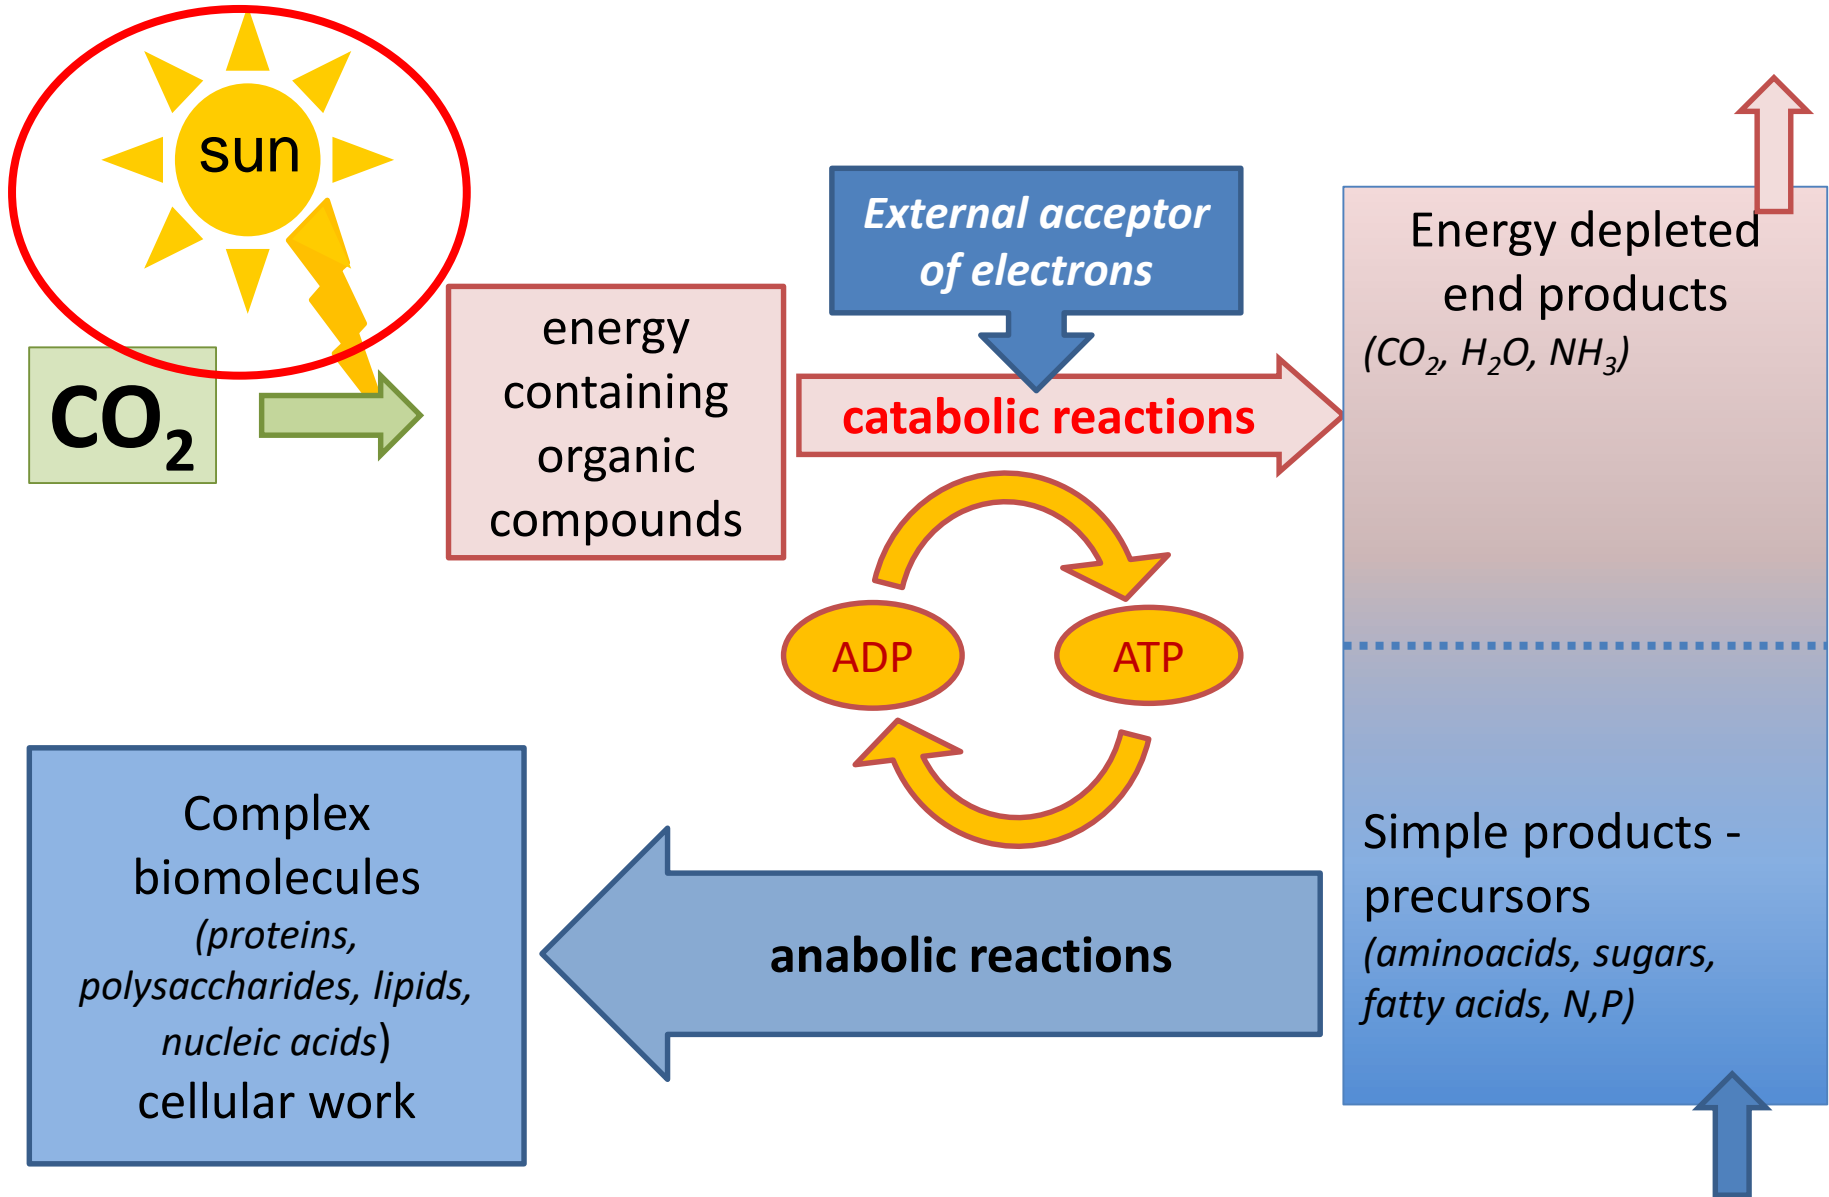 sun
CO₂
energy
containing
organic
compounds
External acceptor
of electrons
catabolic reactions
Energy depleted
end products
(CO₂, H₂O, NH₃)
ADP
ATP
Simple products -
precursors
(aminoacids, sugars,
fatty acids, N,P)
anabolic reactions
Complex
biomolecules
(proteins,
polysaccharides, lipids,
nucleic acids)
cellular work